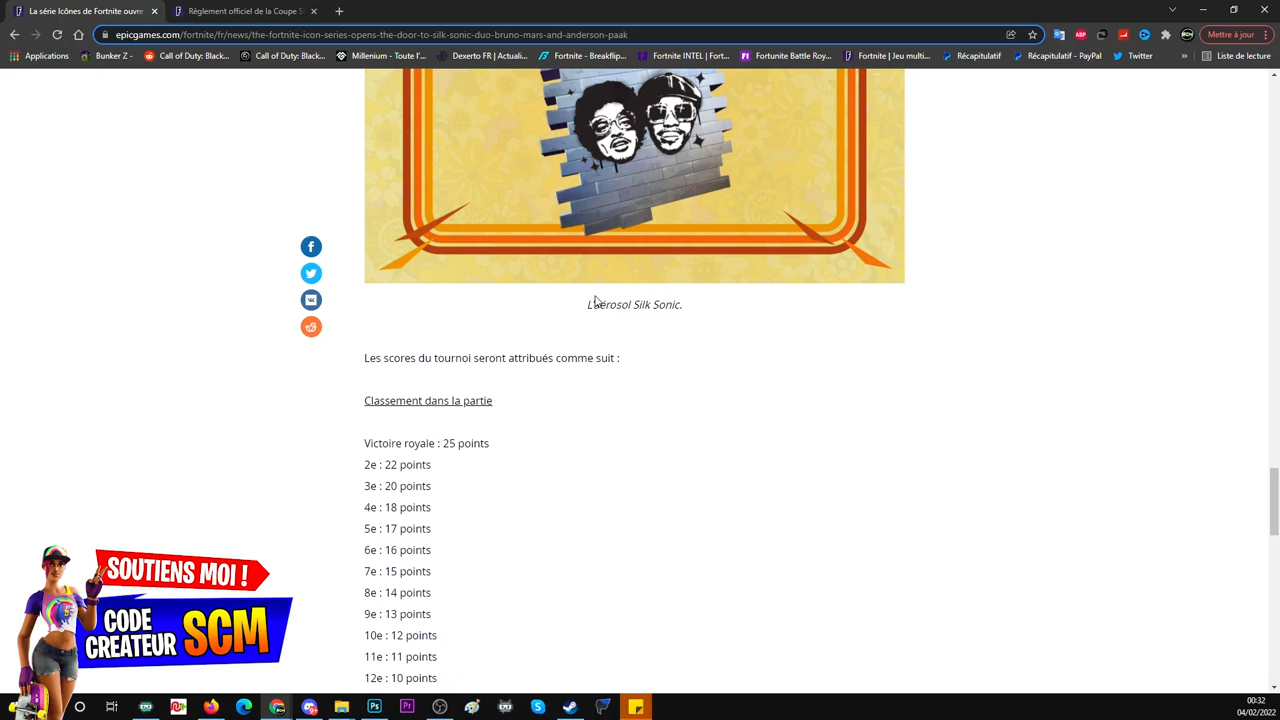 La série Icônes de Fortnite ouvre
Règlement officiel de la Coupe S
epicgames.com/fortnite/fr/news/the-fortnite-icon-series-opens-the-door-to-silk-sonic-duo-bruno-mars-and-anderson-paak
Mettre à jour
Applications
Bunker Z -
Call of Duty: Black...
Call of Duty: Black...
Millenium - Toute l'...
Dexerto FR | Actuali...
Fortnite - Breakflip...
Fortnite INTEL | Fort...
Fortunite Battle Roy...
Fortnite | Jeu multi...
Récapitulatif
Récapitulatif - PayPal
Twitter
»
Liste de lecture
L'aérosol Silk Sonic.
Les scores du tournoi seront attribués comme suit :
Classement dans la partie
Victoire royale : 25 points
2e : 22 points
3e : 20 points
4e : 18 points
5e : 17 points
6e : 16 points
7e : 15 points
8e : 14 points
9e : 13 points
10e : 12 points
11e : 11 points
12e : 10 points
SOUTIENS MOI !
CODE
CREATEUR SCM
00:32
04/02/2022